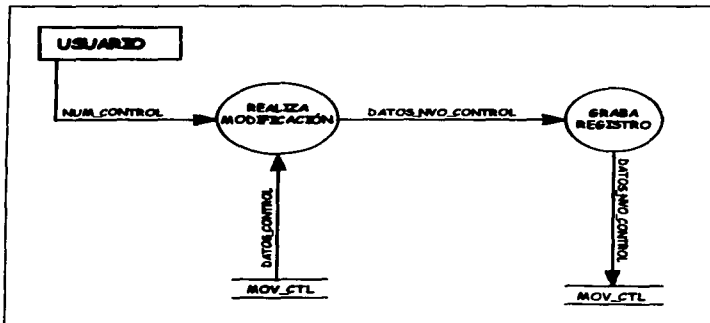 USUARIO
NUM_CONTROL
REALIZA
MODIFICACIÓN
DATOS_NVO_CONTROL
GRABA
REGISTRO
DATOS_CONTROL
DATOS_NVO_CONTROL
MOV_CTL
MOV_CTL